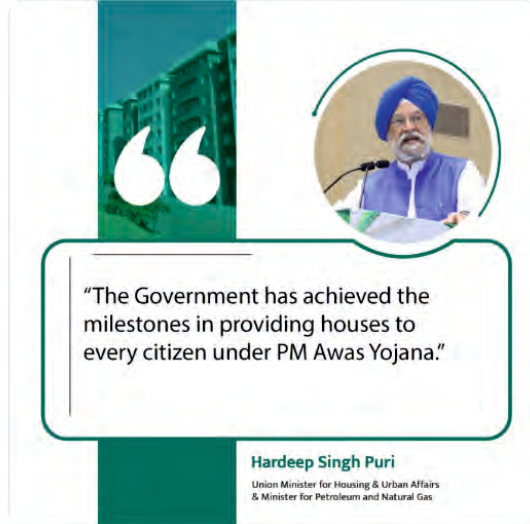 “The Government has achieved the
milestones in providing houses to
every citizen under PM Awas Yojana.”
Hardeep Singh Puri
Union Minister for Housing & Urban Affairs
& Minister for Petroleum and Natural Gas